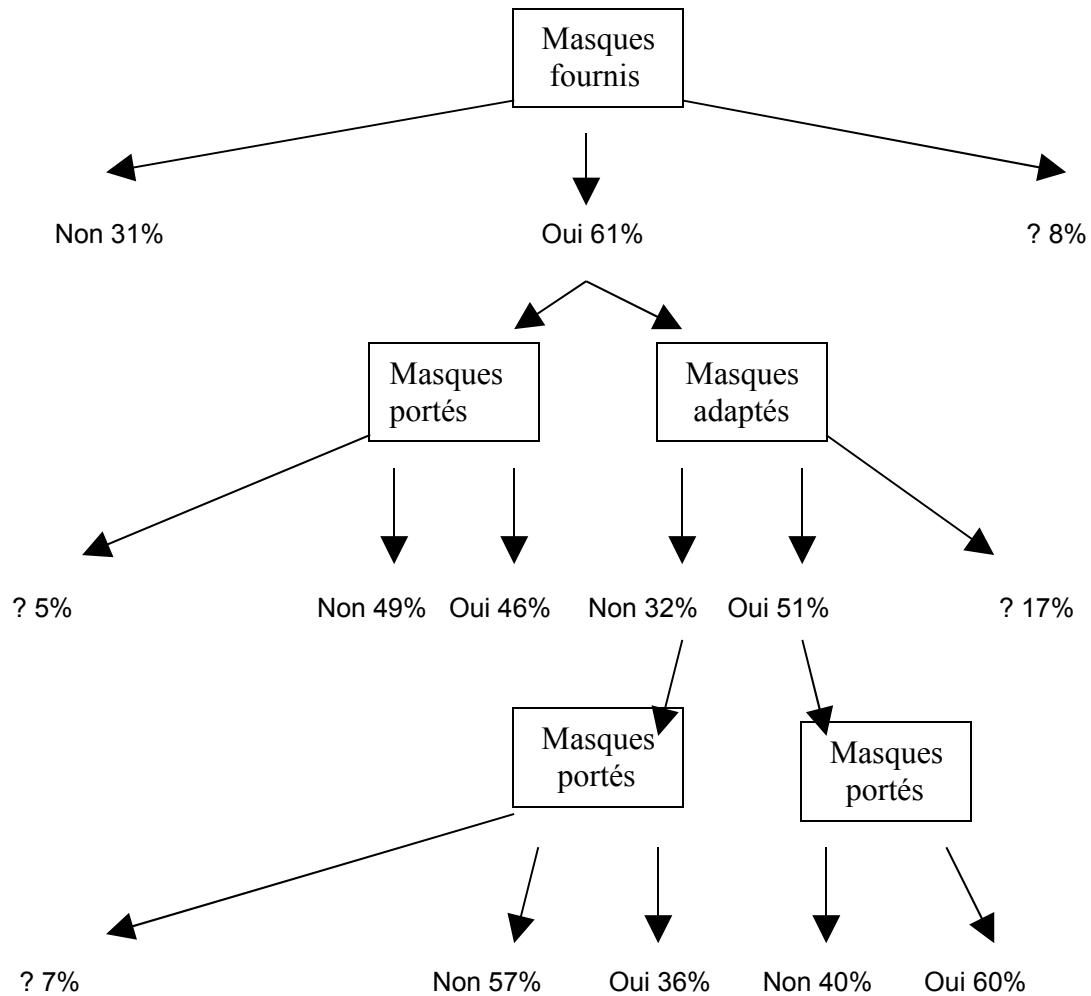 Masques
fournis
Non 31%
Oui 61%
? 8%
Masques
portés
Masques
adaptés
? 5%
Non 49%
Oui 46%
Non 32%
Oui 51%
? 17%
Masques
portés
Masques
portés
? 7%
Non 57%
Oui 36%
Non 40%
Oui 60%